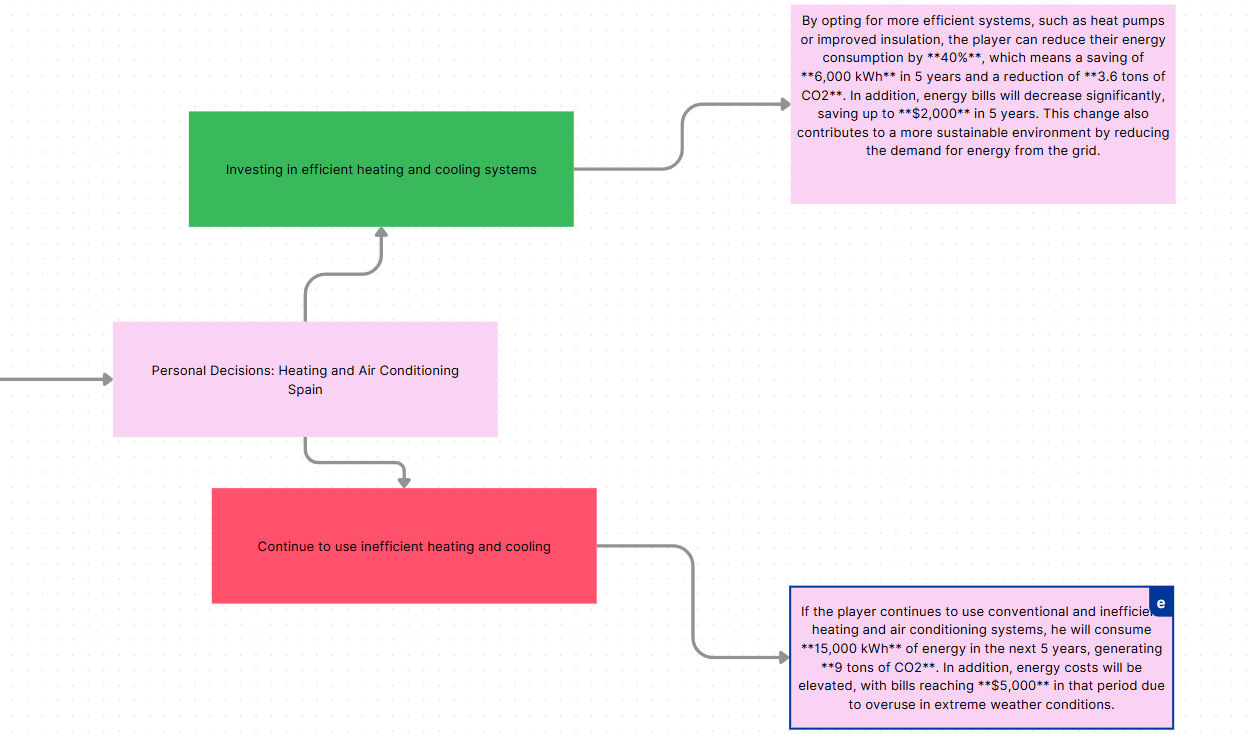 By opting for more efficient systems, such as heat pumps
or improved insulation, the player can reduce their energy
consumption by **40%**, which means a saving of
**6,000 kWh** in 5 years and a reduction of **3.6 tons of
CO2**. In addition, energy bills will decrease significantly,
saving up to **$2,000** in 5 years. This change also
contributes to a more sustainable environment by reducing
the demand for energy from the grid.
Investing in efficient heating and cooling systems
Personal Decisions: Heating and Air Conditioning
Spain
Continue to use inefficient heating and cooling
e
If the player continues to use conventional and
heating and air conditioning systems, he will consume
**15,000 kWh** of energy in the next 5 years, generating
**9 tons of CO2**. In addition, energy costs will be
elevated, with bills reaching **$5,000** in that period due
to overuse in extreme weather conditions.